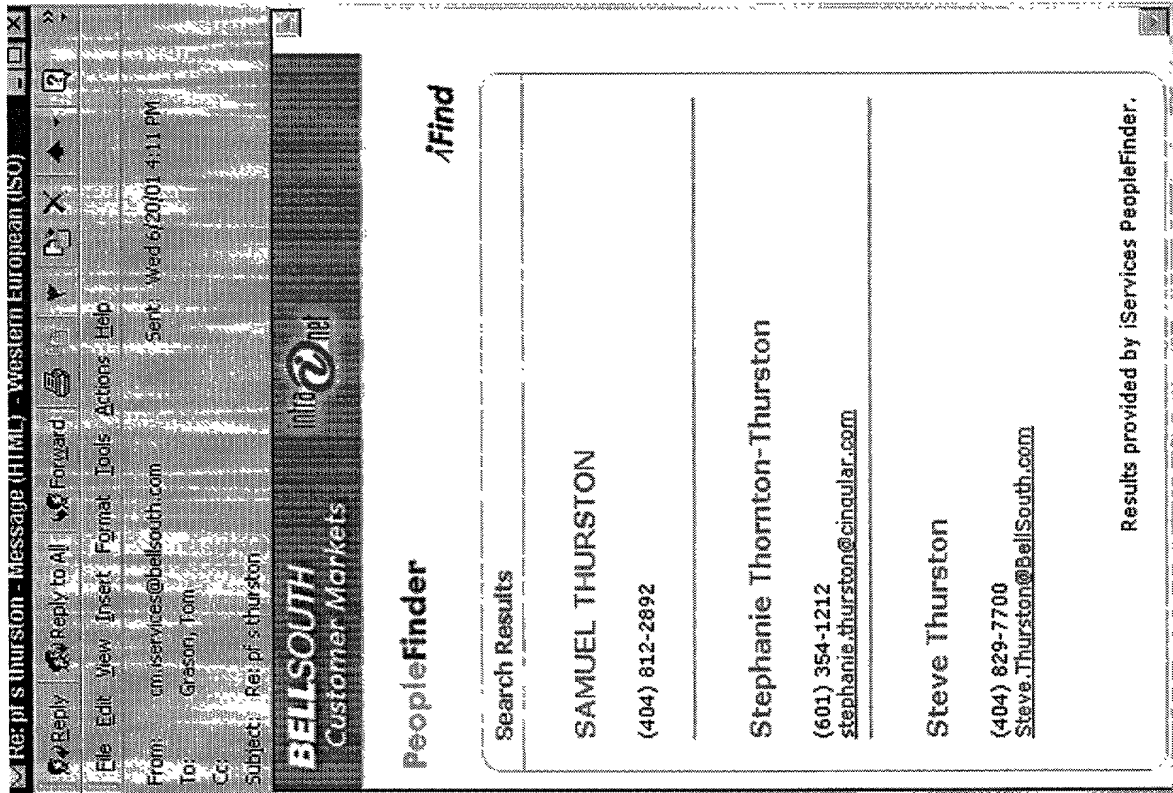 Re: pf s thurston - Message (HTML) - Western European (ISO)
Reply Reply to All Forward
File Edit View Insert Format Tools Actions Help
From: cm.iservices@bellsouth.com Sent: Wed 6/20/01 4:11 PM
To: Grason, Tom
Cc:
Subject: Re: pf s thurston
BELLSOUTH
Customer Markets
intra i net
PeopleFinder
iFind
Search Results
SAMUEL THURSTON
(404) 812-2892
Stephanie Thornton-Thurston
(601) 354-1212
stephanie.thurston@cingular.com
Steve Thurston
(404) 829-7700
Steve.Thurston@BellSouth.com
Results provided by iServices PeopleFinder.